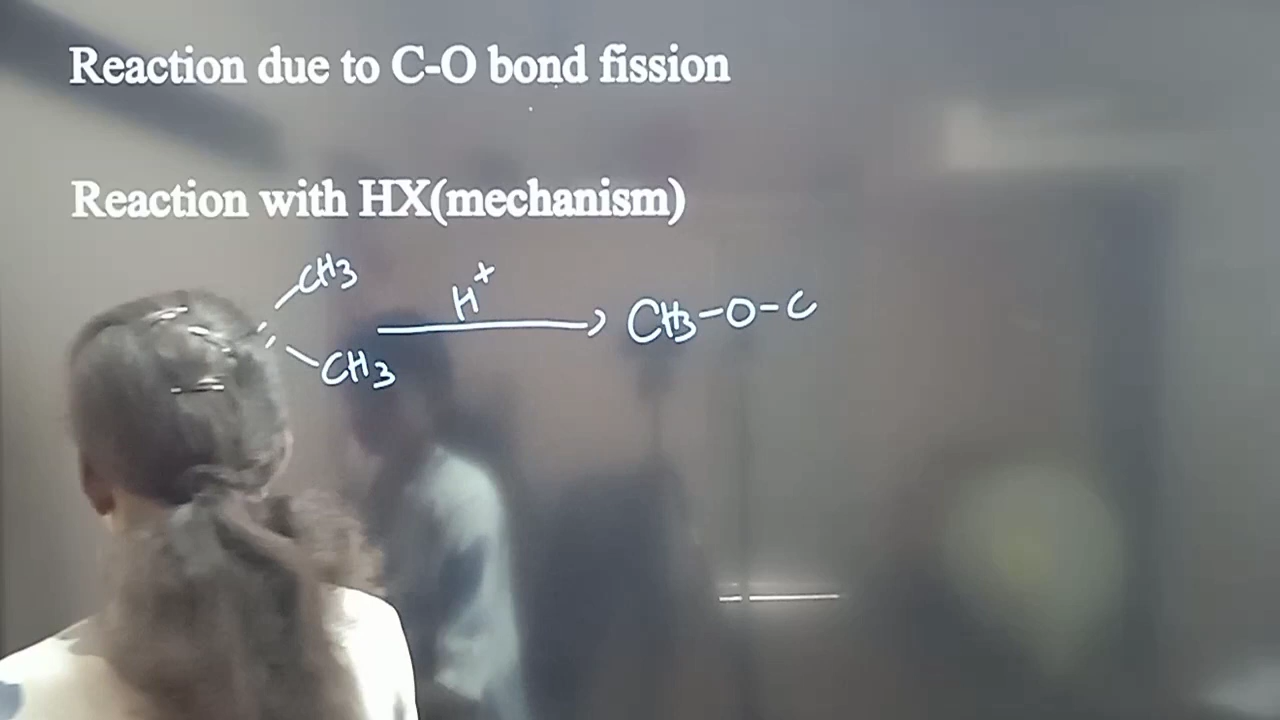 Reaction due to C-O bond fission
Reaction with HX(mechanism)
CH3
H+
CH3-O-C
CH3